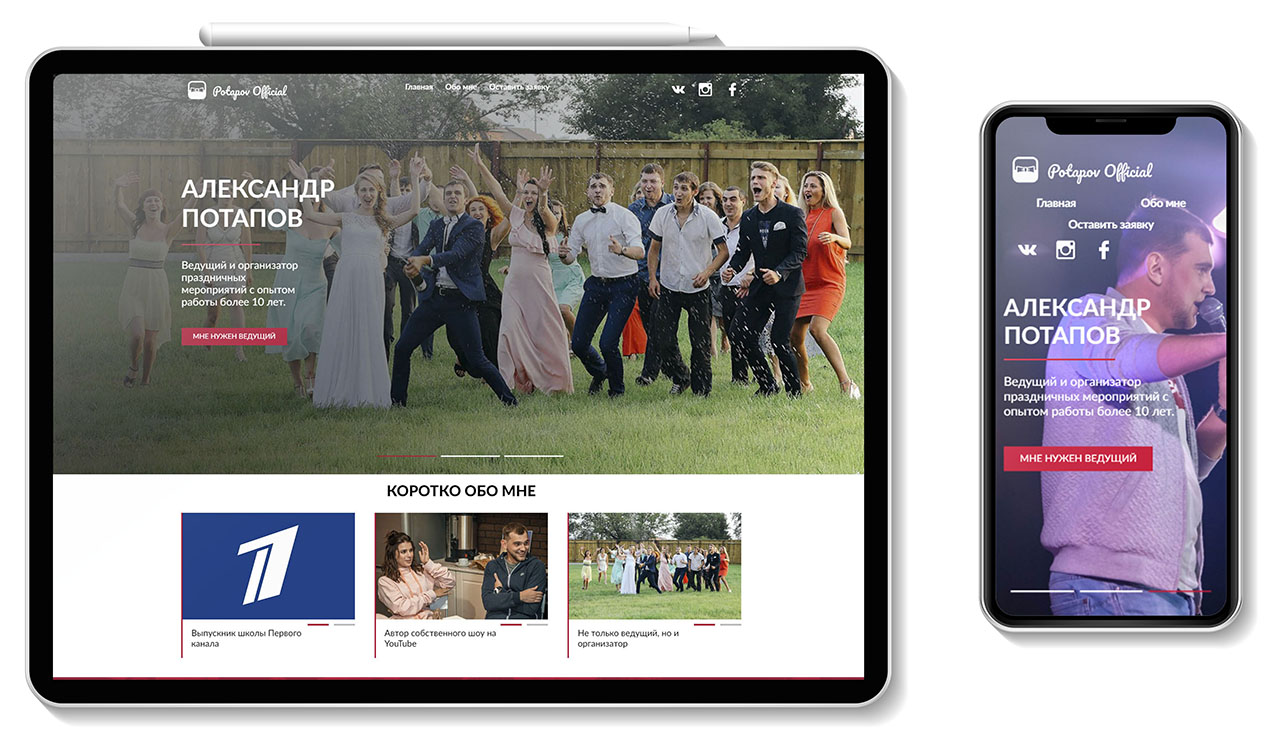 Potapov Official
Главная Обо мне Оставить заявку
АЛЕКСАНДР
ПОТАПОВ
Ведущий и организатор
праздничных
мероприятий с опытом
работы более 10 лет.
МНЕ НУЖЕН ВЕДУЩИЙ
КОРОТКО ОБО МНЕ
Выпускник школы Первого
канала
Автор собственного шоу на
YouTube
Не только ведущий, но и
организатор
Potapov Official
Главная Обо мне
Оставить заявку
АЛЕКСАНДР
ПОТАПОВ
Ведущий и организатор
праздничных мероприятий с
опытом работы более 10 лет.
МНЕ НУЖЕН ВЕДУЩИЙ